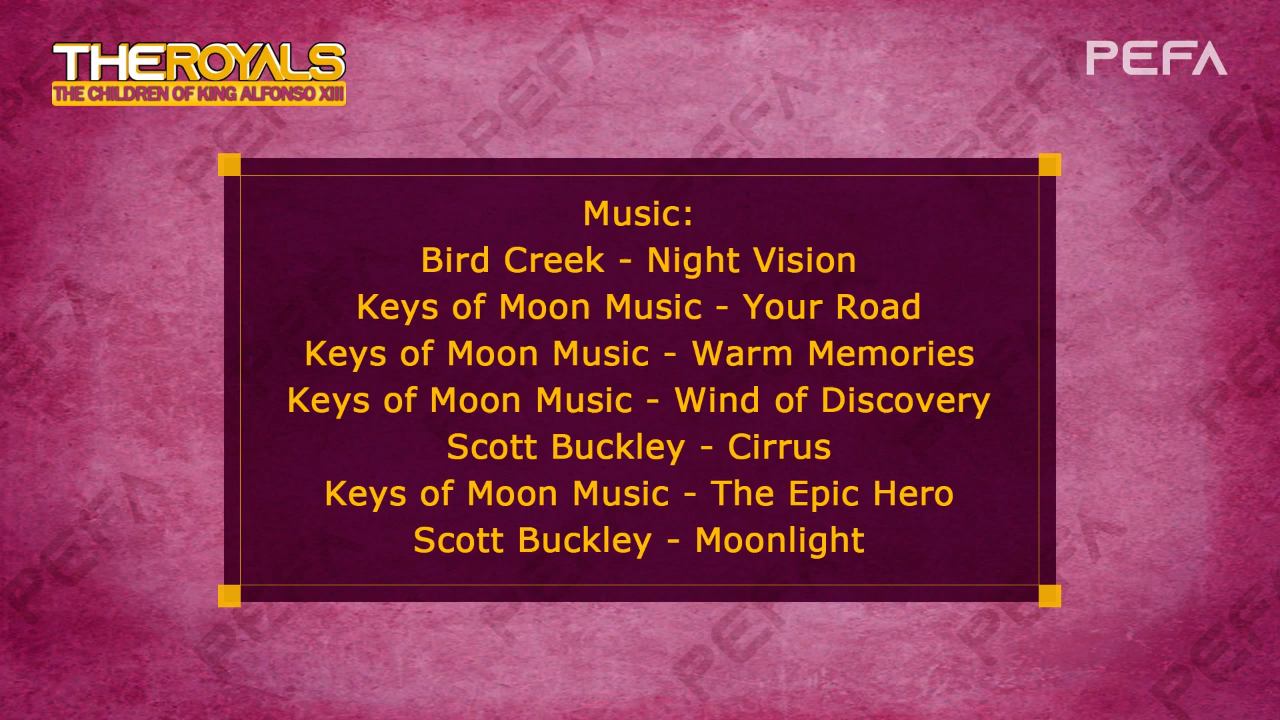 THEROYALS
THE CHILDREN OF KING ALFONSO XIII
PEFA
Music:
Bird Creek - Night Vision
Keys of Moon Music - Your Road
Keys of Moon Music - Warm Memories
Keys of Moon Music - Wind of Discovery
Scott Buckley - Cirrus
Keys of Moon Music - The Epic Hero
Scott Buckley - Moonlight